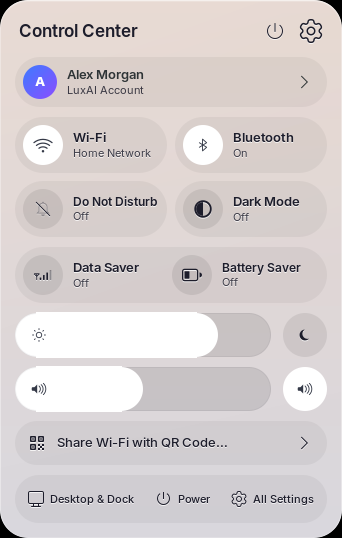 Control Center
A
Alex Morgan
LuxAI Account
Wi-Fi
Home Network
Bluetooth
On
Do Not Disturb
Off
Dark Mode
Off
Data Saver
Off
Battery Saver
Off
Share Wi-Fi with QR Code...
Desktop & Dock
Power
All Settings